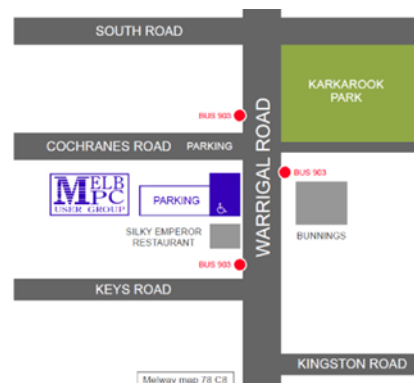 SOUTH ROAD
KARKAROOK
PARK
BUS 903
COCHRANES ROAD PARKING
WARRIGAL ROAD
BUS 903
MELB
PC
USER GROUP
PARKING
SILKY EMPEROR
RESTAURANT
BUNNINGS
BUS 903
KEYS ROAD
KINGSTON ROAD
Melway map 78 C8